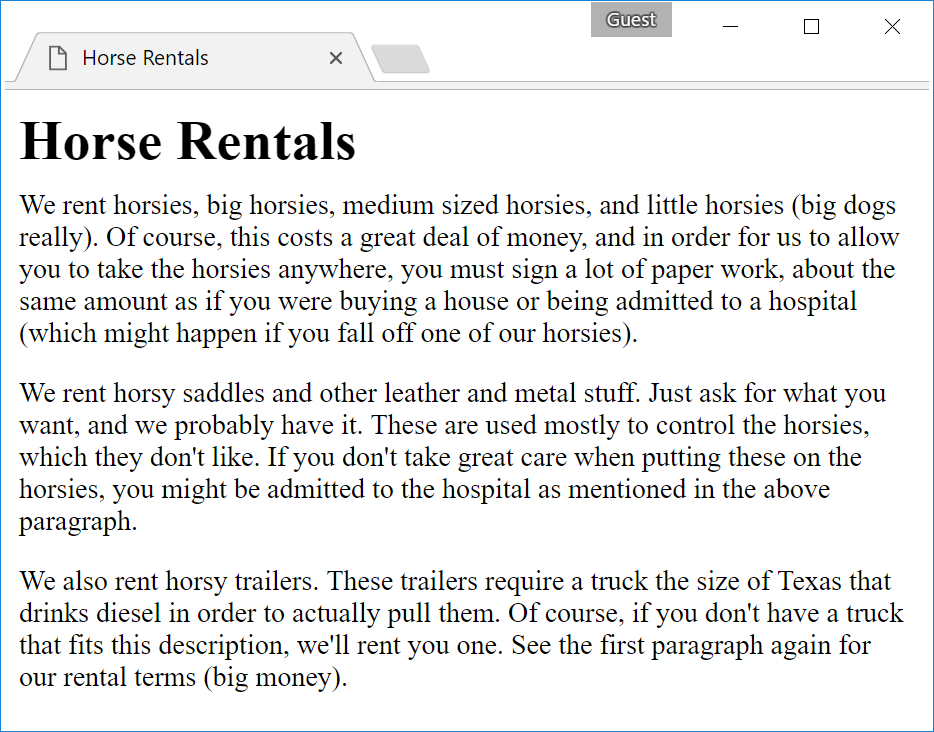 Guest
Horse Rentals
Horse Rentals
We rent horsies, big horsies, medium sized horsies, and little horsies (big dogs
really). Of course, this costs a great deal of money, and in order for us to allow
you to take the horsies anywhere, you must sign a lot of paper work, about the
same amount as if you were buying a house or being admitted to a hospital
(which might happen if you fall off one of our horsies).
We rent horsy saddles and other leather and metal stuff. Just ask for what you
want, and we probably have it. These are used mostly to control the horsies,
which they don't like. If you don't take great care when putting these on the
horsies, you might be admitted to the hospital as mentioned in the above
paragraph.
We also rent horsy trailers. These trailers require a truck the size of Texas that
drinks diesel in order to actually pull them. Of course, if you don't have a truck
that fits this description, we'll rent you one. See the first paragraph again for
our rental terms (big money).